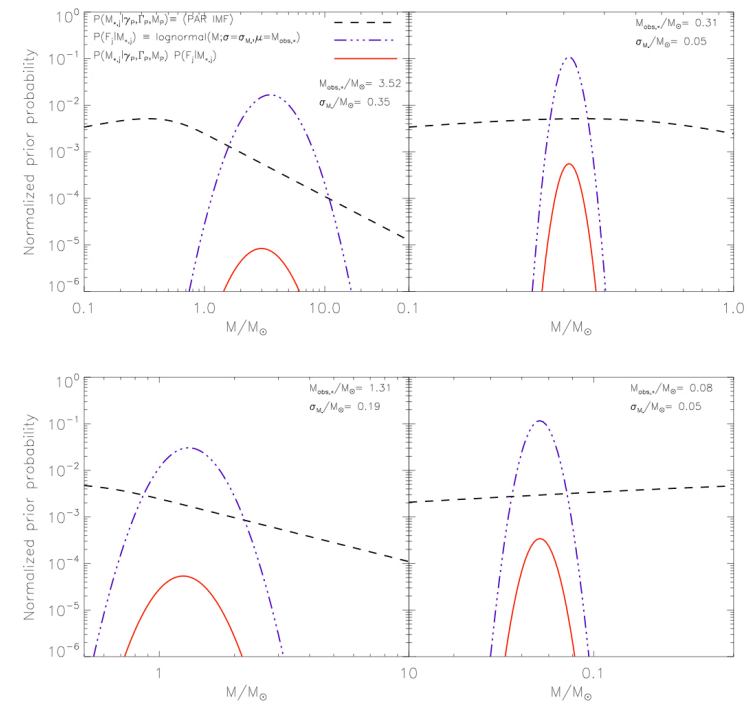 P(M⁎,j|γP,ΓP,MP)= (PAR IMF)
P(Fj|M⁎,j) = lognormal(M;σ=σM⁎,μ=Mobs,⁎)
P(M⁎,j|γP,ΓP,MP) P(Fj|M⁎,j)
Mobs,⁎/M⊙= 3.52
σM⁎/M⊙= 0.35
Mobs,⁎/M⊙= 0.31
σM⁎/M⊙= 0.05
Normalized prior probability
10⁰
10⁻¹
10⁻²
10⁻³
10⁻⁴
10⁻⁵
10⁻⁶
0.1 1.0 10.0 0.1 1.0
M/M⊙ M/M⊙
Mobs,⁎/M⊙= 1.31
σM⁎/M⊙= 0.19
Mobs,⁎/M⊙= 0.08
σM⁎/M⊙= 0.05
Normalized prior probability
10⁰
10⁻¹
10⁻²
10⁻³
10⁻⁴
10⁻⁵
10⁻⁶
1 10 0.1
M/M⊙ M/M⊙